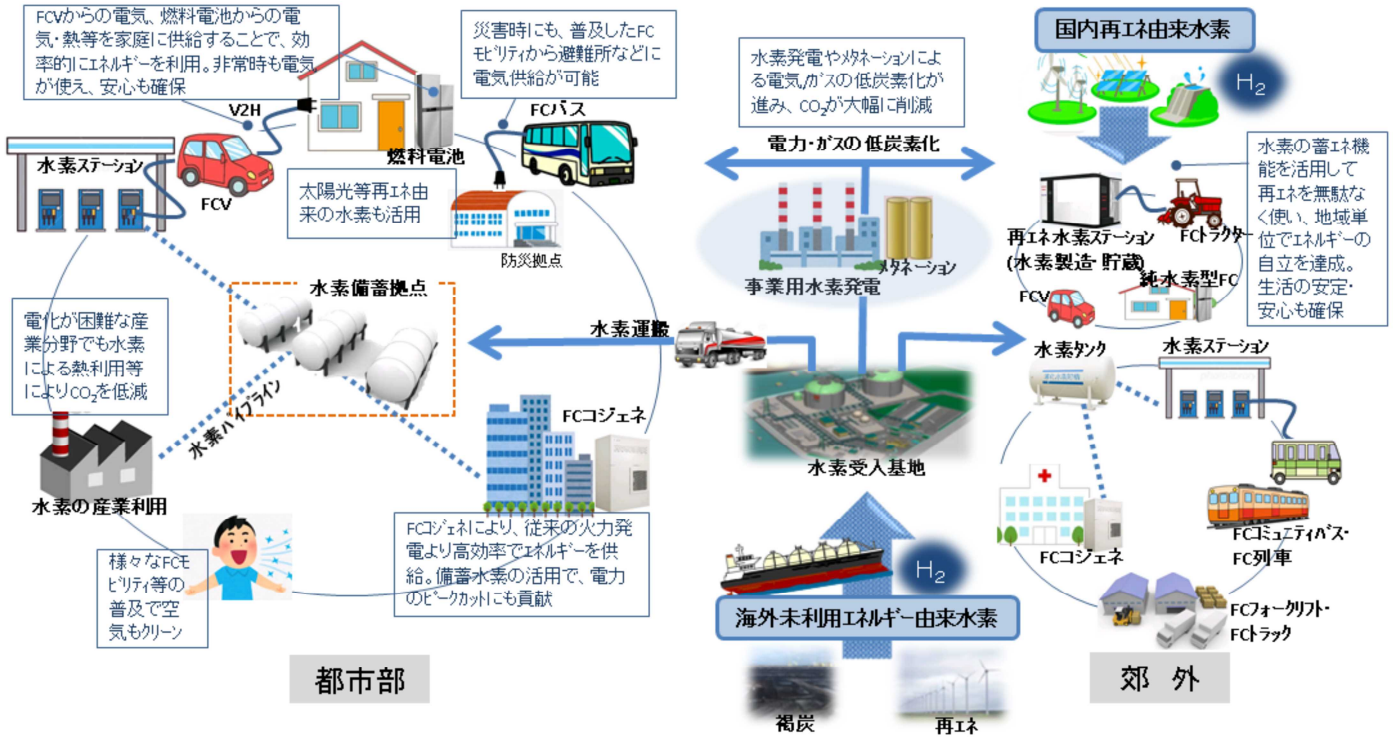 FCVからの電気、燃料電池からの電
気・熱等を家庭に供給することで、効
率的にエネルギーを利用。非常時も電気
が使え、安心も確保
V2H
災害時にも、普及したFC
モビリティから避難所などに
電気供給が可能
FCバス
水素ステーション
FCV
燃料電池
太陽光等再エネ由
来の水素も活用
防災拠点
水素備蓄拠点
電化が困難な産
業分野でも水素
による熱利用等
によりCO₂を低減
水素パイプライン
水素の産業利用
FCコジェネ
FCコジェネにより、従来の火力発
電より高効率でエネルギーを供
給。備蓄水素の活用で、電力
のピークカットにも貢献
様々なFCモ
ビリティ等の
普及で空
気もクリーン
都市部
水素発電やメタネーションによ
る電気/ガスの低炭素化が
進み、CO₂が大幅に削減
電力・ガスの低炭素化
メタネーション
事業用水素発電
水素運搬
水素受入基地
H₂
海外未利用エネルギー由来水素
褐炭
再エネ
国内再エネ由来水素
H₂
水素の蓄エネ機
能を活用して
再エネを無駄な
く使い、地域単
位でエネルギーの
自立を達成。
生活の安定・
安心も確保
再エネ水素ステーション
(水素製造・貯蔵)
FCトラクター
純水素型FC
FCV
水素タンク
水素ステーション
FCコジェネ
FCコミュニティバス・
FC列車
FCフォークリフト・
FCトラック
郊 外